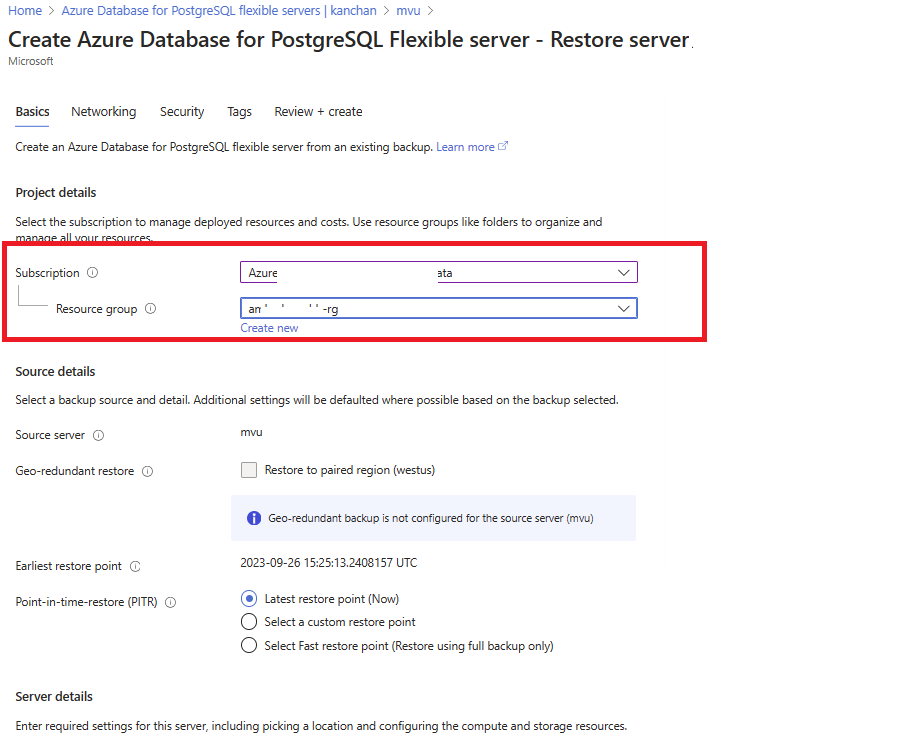 Home > Azure Database for PostgreSQL flexible servers | kanchan > mvu >
Create Azure Database for PostgreSQL Flexible server - Restore server
Microsoft
Basics Networking Security Tags Review + create
Create an Azure Database for PostgreSQL flexible server from an existing backup. Learn more
Project details
Select the subscription to manage deployed resources and costs. Use resource groups like folders to organize and
manage all your resources.
Subscription Azure ata
Resource group -rg
Create new
Source details
Select a backup source and detail. Additional settings will be defaulted where possible based on the backup selected.
Source server mvu
Geo-redundant restore Restore to paired region (westus)
Geo-redundant backup is not configured for the source server (mvu)
Earliest restore point 2023-09-26 15:25:13.2408157 UTC
Point-in-time-restore (PITR) Latest restore point (Now)
Select a custom restore point
Select Fast restore point (Restore using full backup only)
Server details
Enter required settings for this server, including picking a location and configuring the compute and storage resources.